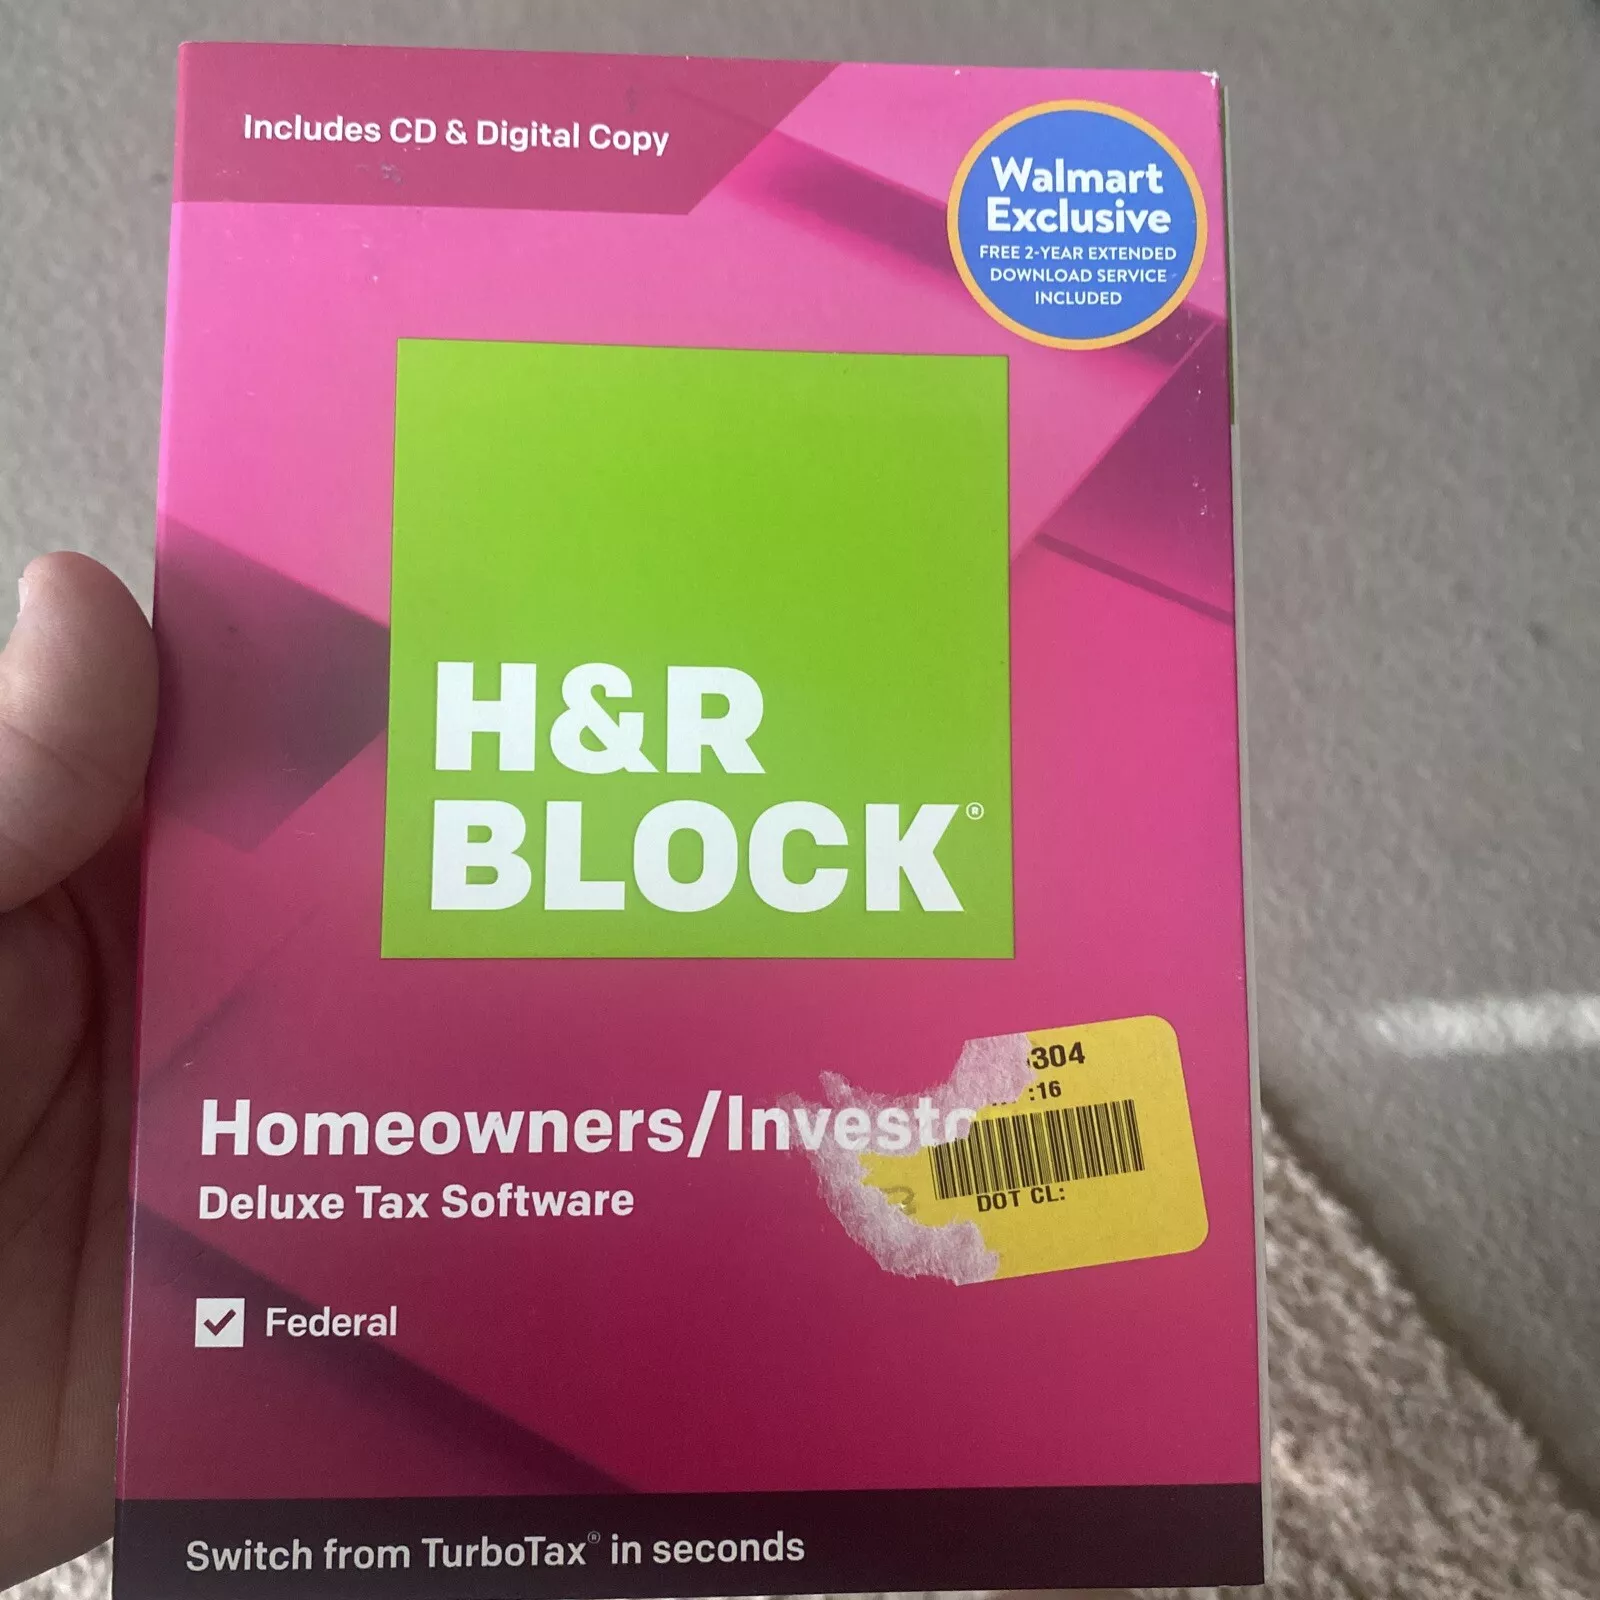 Includes CD & Digital Copy
Walmart
Exclusive
FREE 2-YEAR EXTENDED
DOWNLOAD SERVICE
INCLUDED
H&R
BLOCK®
Homeowners/Investo
Deluxe Tax Software
304
:16
DOT CL:
Federal
Switch from TurboTax® in seconds